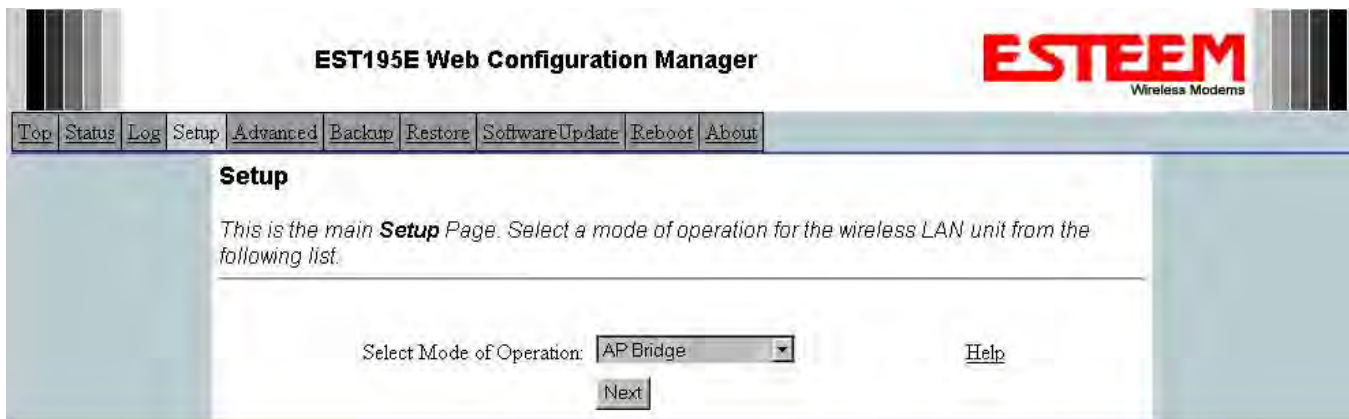 EST195E Web Configuration Manager
ESTEEM
Wireless Modems
Top Status Log Setup Advanced Backup Restore SoftwareUpdate Reboot About
Setup
This is the main Setup Page. Select a mode of operation for the wireless LAN unit from the
following list.
Select Mode of Operation: AP Bridge Help
Next